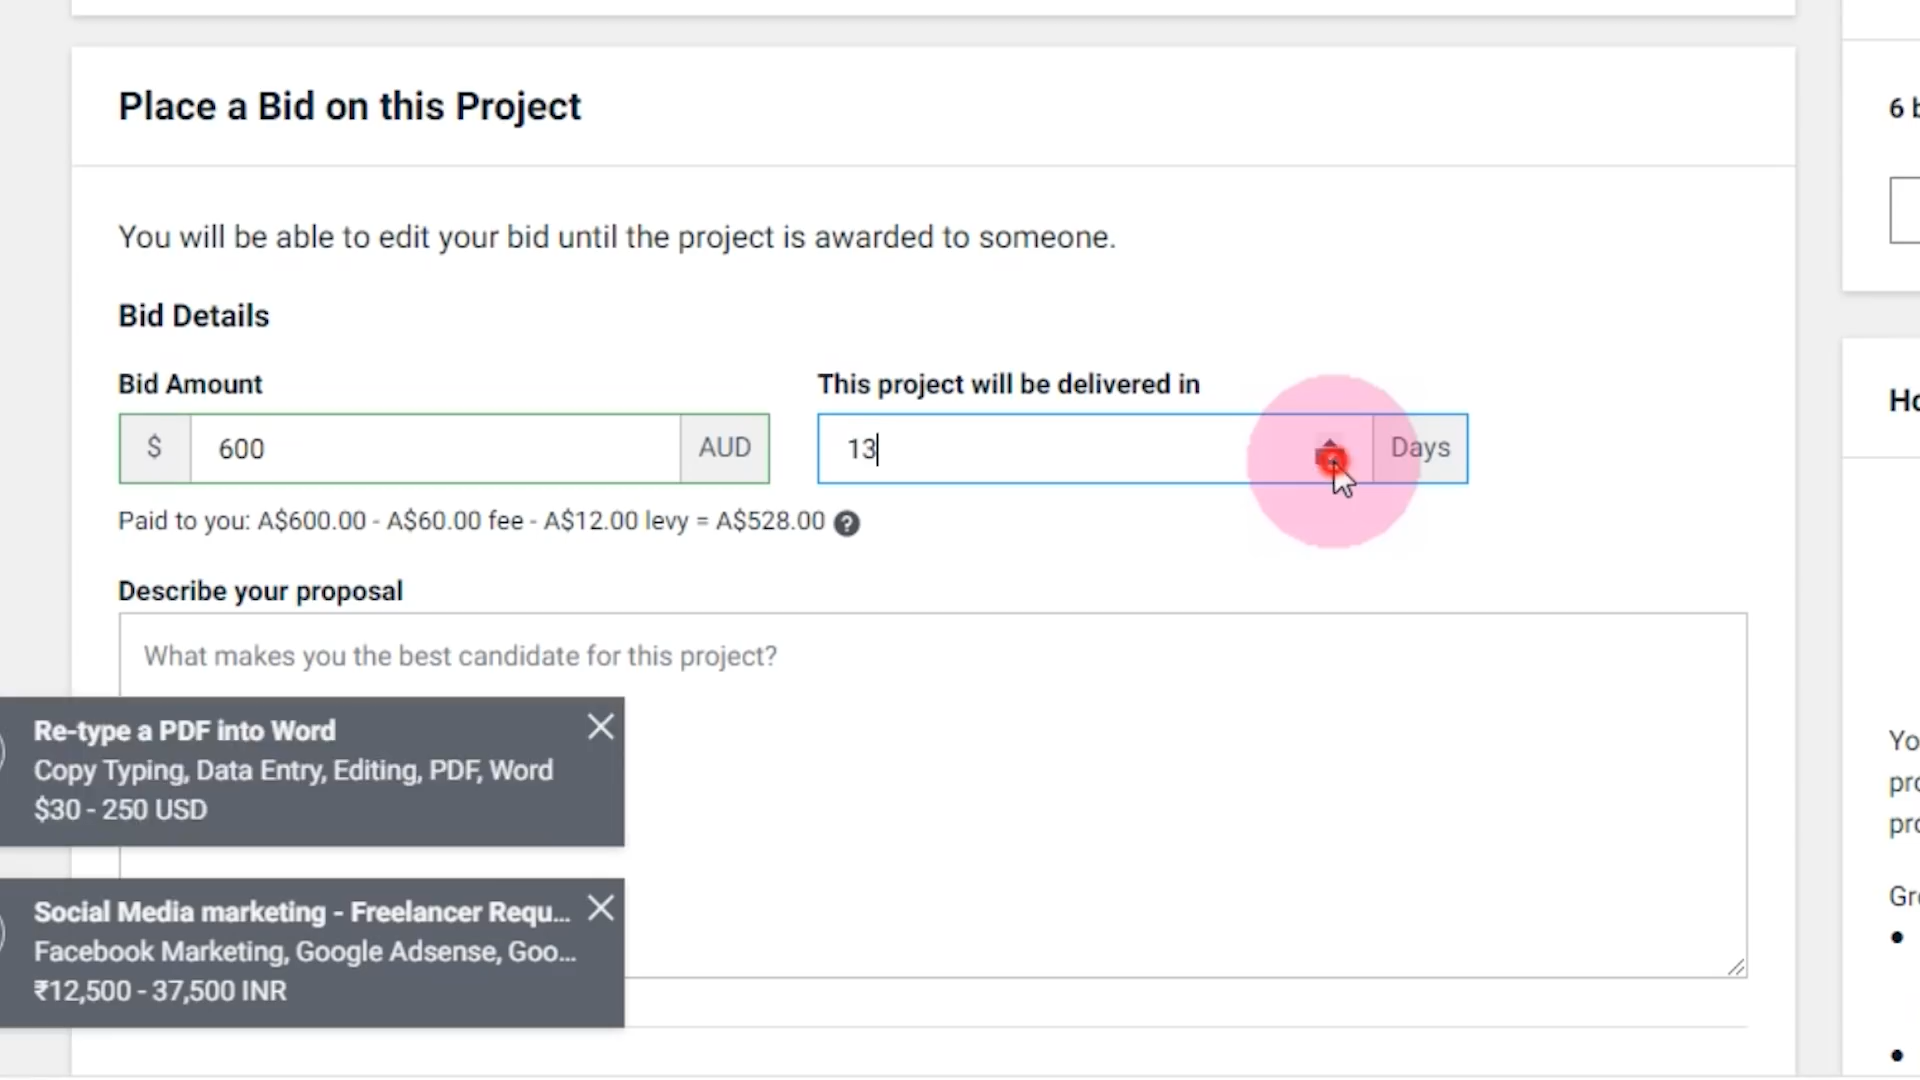 Place a Bid on this Project
You will be able to edit your bid until the project is awarded to someone.
Bid Details
Bid Amount
This project will be delivered in
$ 600 AUD
13 Days
Paid to you: A$600.00 - A$60.00 fee - A$12.00 levy = A$528.00 ?
Describe your proposal
What makes you the best candidate for this project?
Re-type a PDF into Word
Copy Typing, Data Entry, Editing, PDF, Word
$30 - 250 USD
Social Media marketing - Freelancer Requ...
Facebook Marketing, Google Adsense, Goo...
₹12,500 - 37,500 INR
6 b
Ho
Yo
pro
pro
Gre